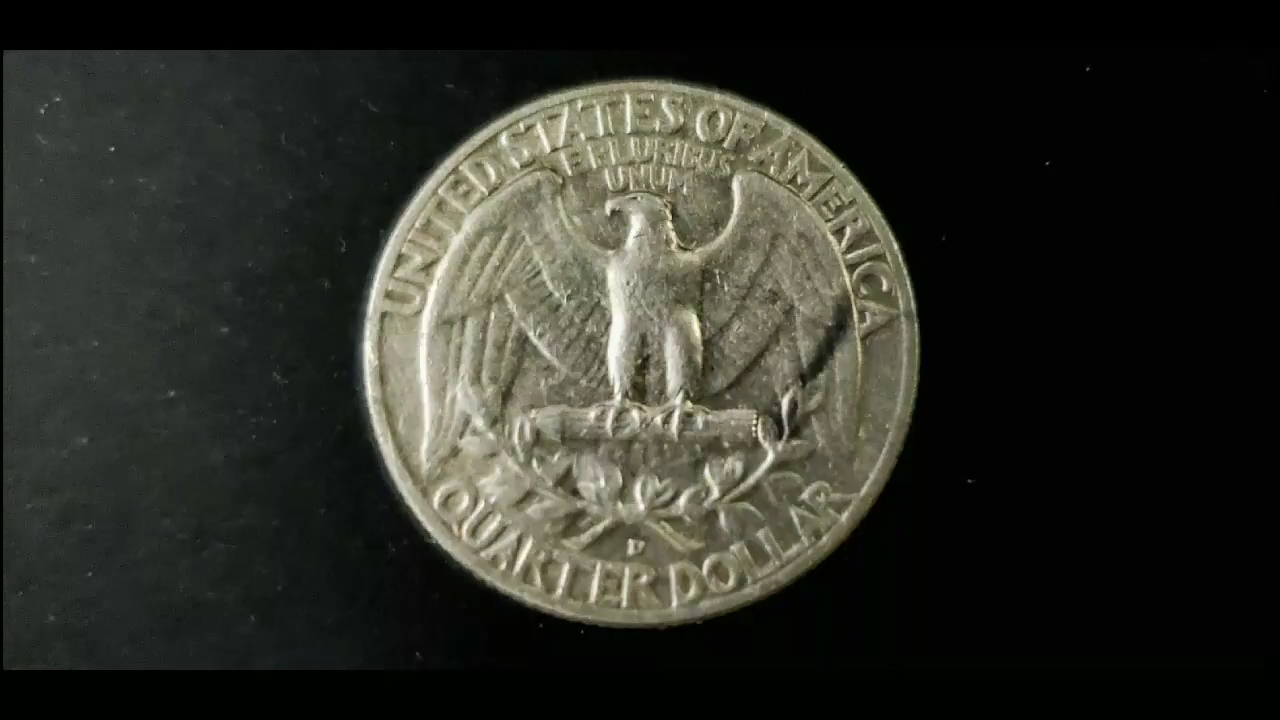 UNITED STATES OF AMERICA
E PLURIBUS
UNUM
D
QUARTER DOLLAR